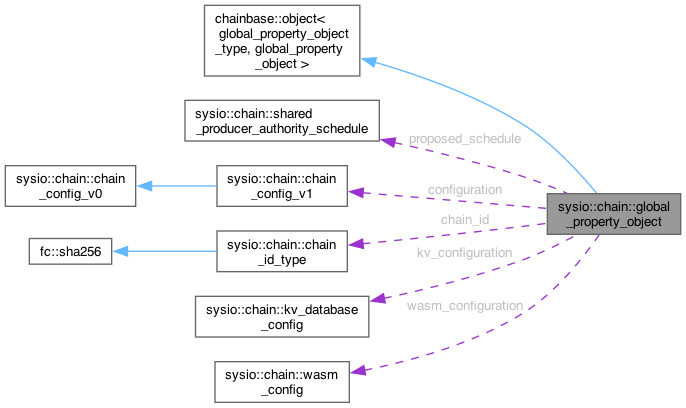 chainbase::object<
global_property_object
_type, global_property
_object >
sysio::chain::shared
_producer_authority_schedule
proposed_schedule
sysio::chain::chain
_config_v0
sysio::chain::chain
_config_v1
configuration
sysio::chain::global
_property_object
chain_id
fc::sha256
sysio::chain::chain
_id_type
kv_configuration
sysio::chain::kv_database
_config
wasm_configuration
sysio::chain::wasm
_config